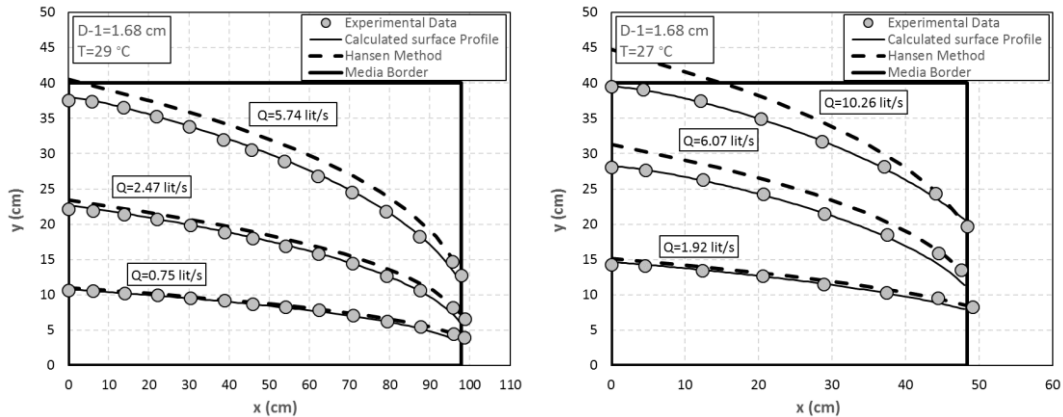 50
45
40
35
30
25
20
15
10
5
0
y (cm)
D-1=1.68 cm
T=29 °C
Experimental Data
Calculated surface Profile
Hansen Method
Media Border
Q=5.74 lit/s
Q=2.47 lit/s
Q=0.75 lit/s
0 10 20 30 40 50 60 70 80 90 100 110
x (cm)
50
45
40
35
30
25
20
15
10
5
0
y (cm)
D-1=1.68 cm
T=27 °C
Experimental Data
Calculated surface Profile
Hansen Method
Media Border
Q=10.26 lit/s
Q=6.07 lit/s
Q=1.92 lit/s
0 10 20 30 40 50 60
x (cm)